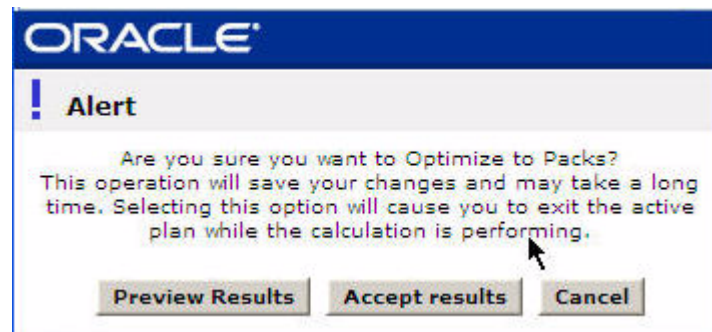 ORACLE
! Alert
Are you sure you want to Optimize to Packs?
This operation will save your changes and may take a long
time. Selecting this option will cause you to exit the active
plan while the calculation is performing.
Preview Results Accept results Cancel